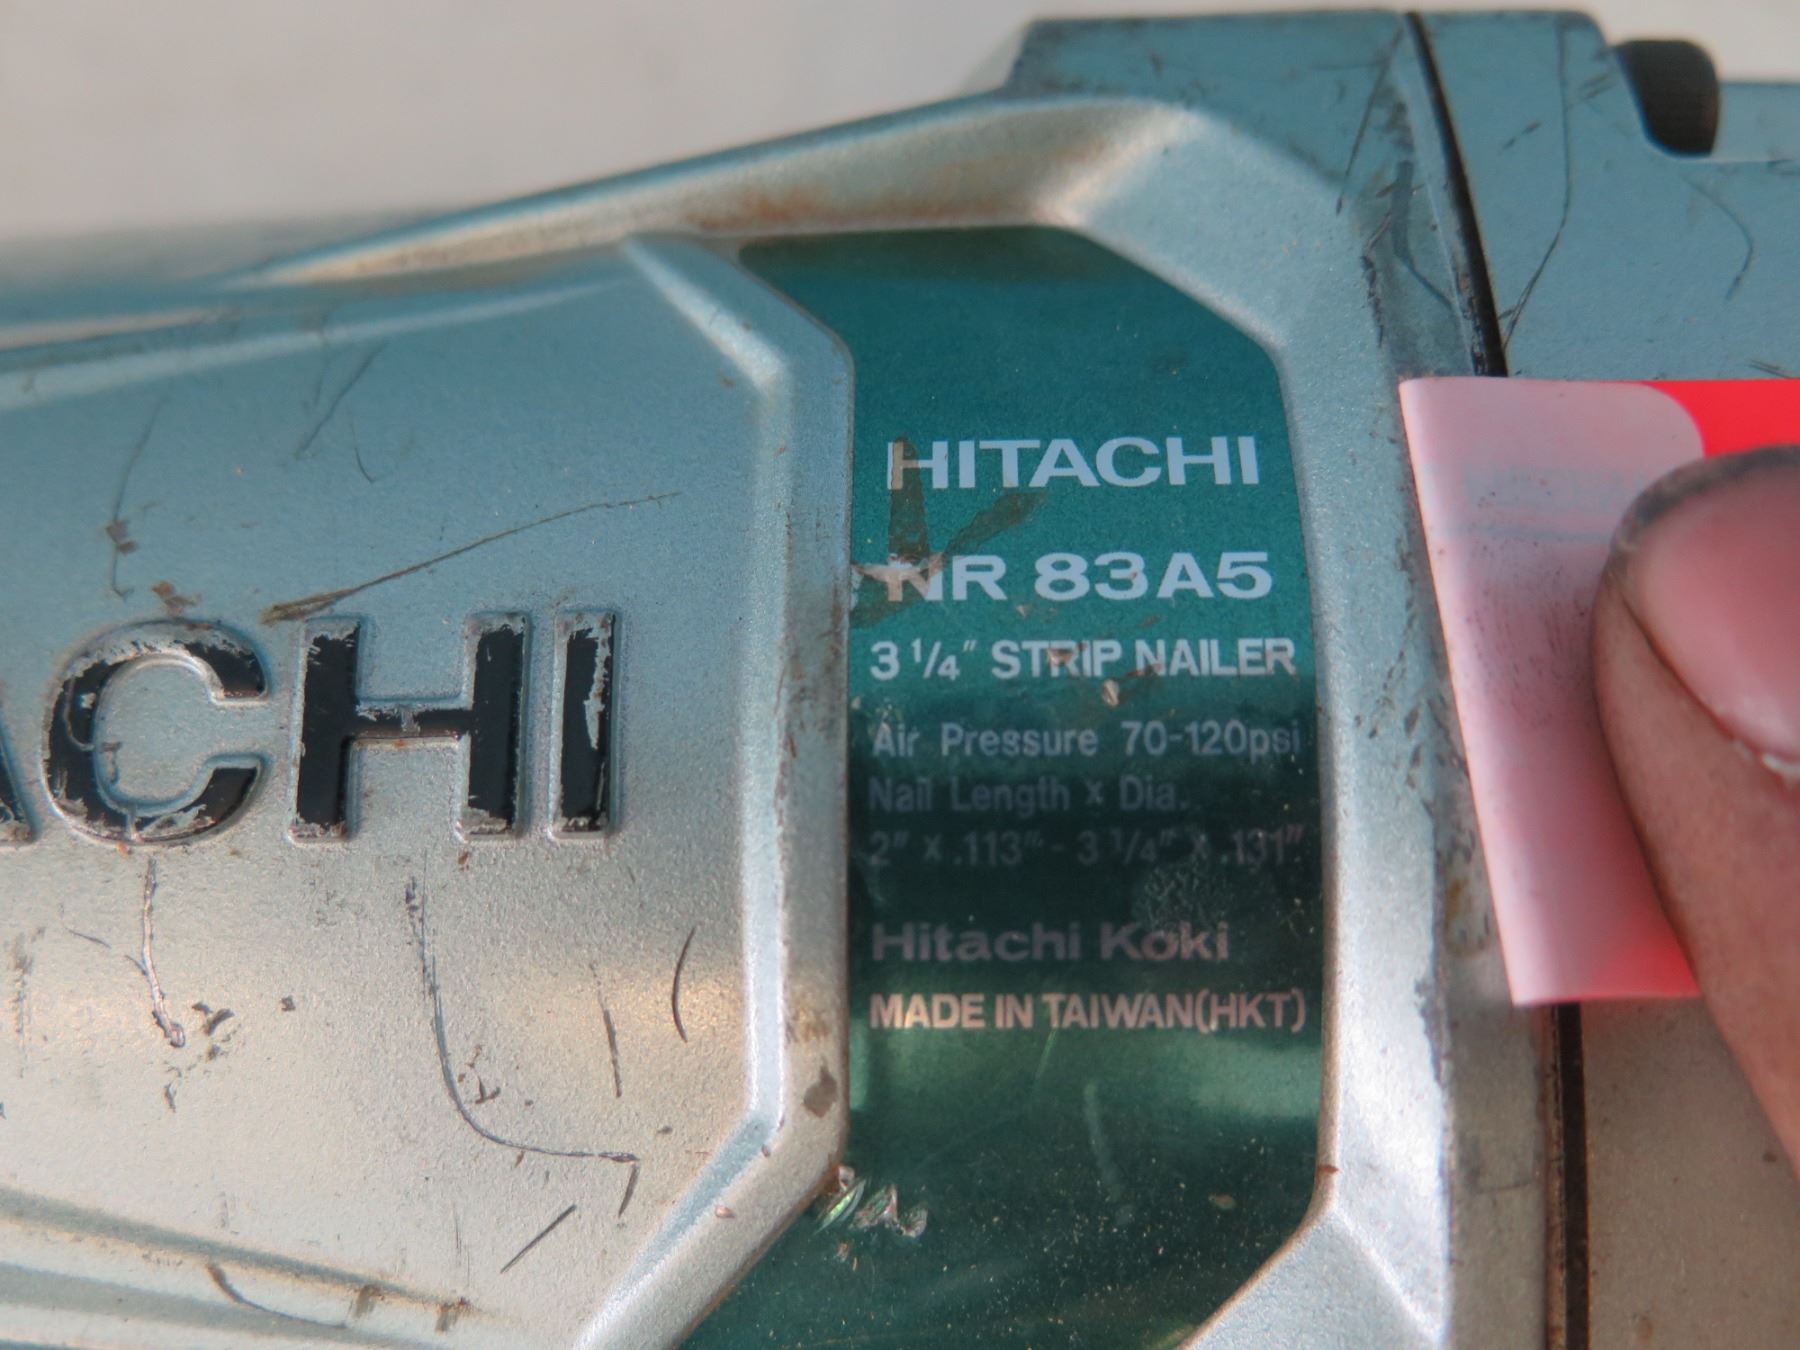 ACHI
HITACHI
NR 83A5
3 1/4" STRIP NAILER
Air Pressure 70-120psi
Nail Length x Dia.
2" x .113" - 3 1/4" x .131"
Hitachi Koki
MADE IN TAIWAN(HKT)